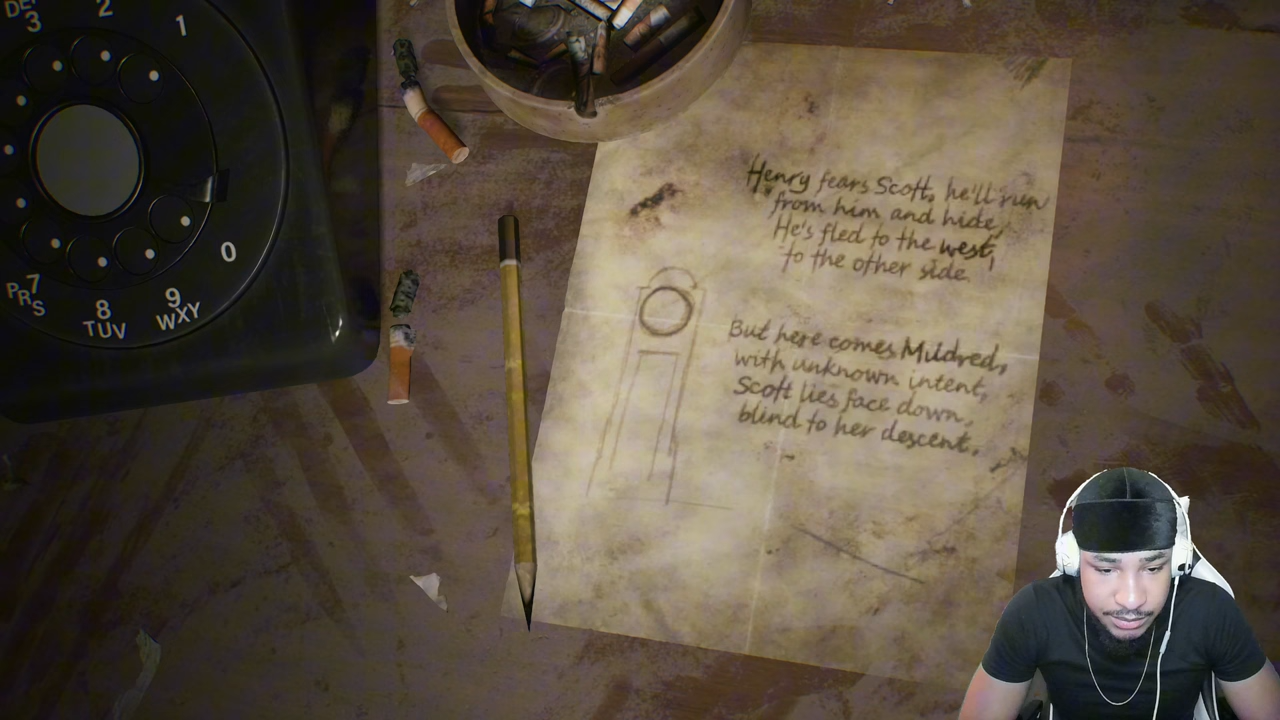 DE
3
2
1
0
7
PRS
8
TUV
9
WXY
Henry fears Scott, he'll run
from him and hide,
He's fled to the west,
to the other side.
But here comes Mildred,
with unknown intent,
Scott lies face down,
blind to her descent.